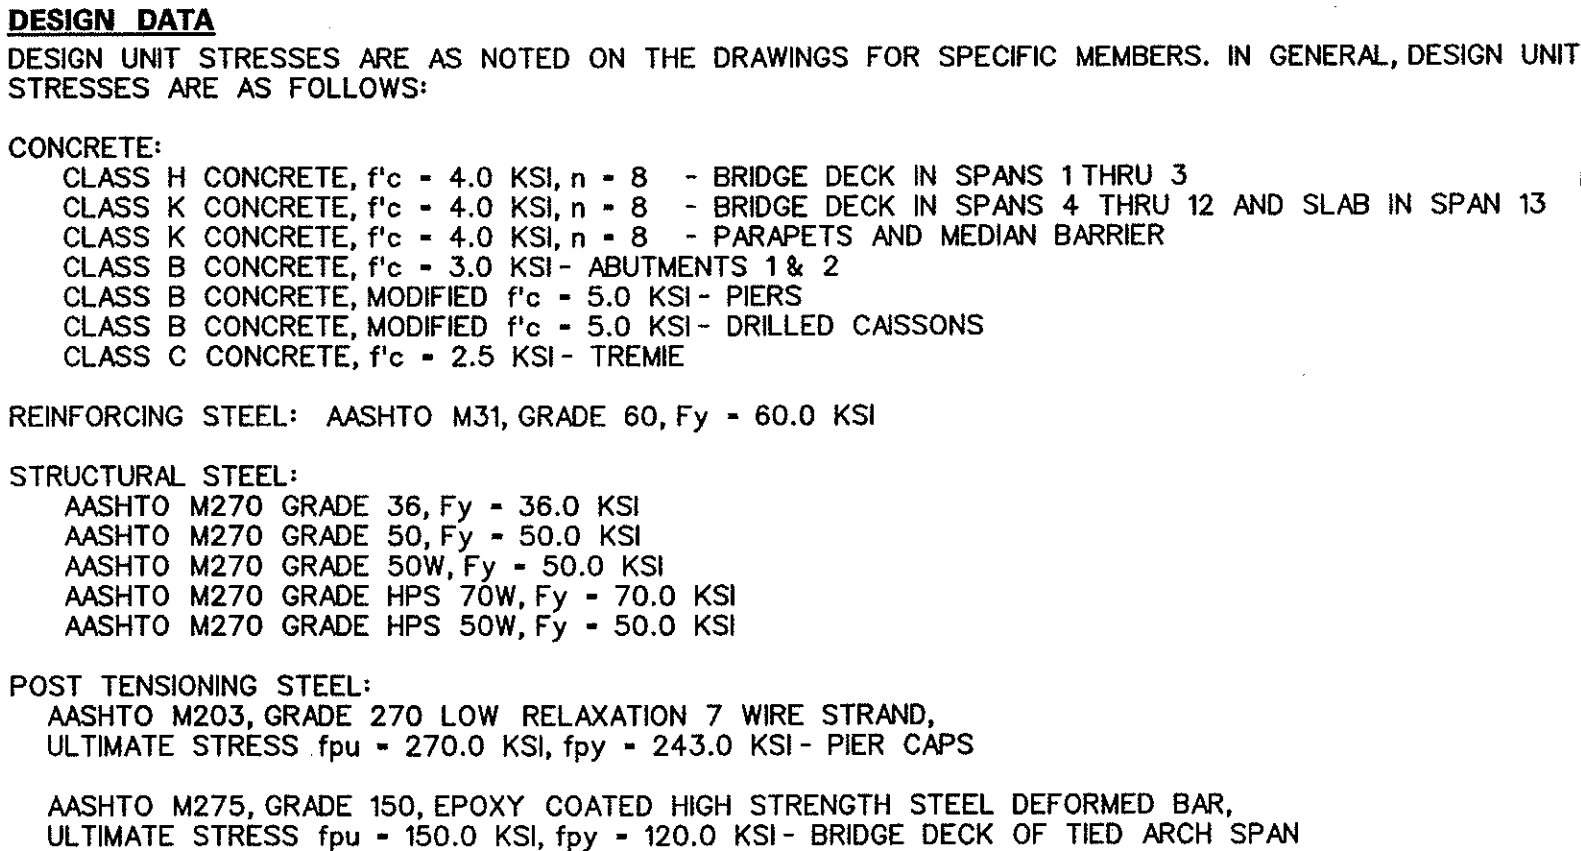 DESIGN DATA
DESIGN UNIT STRESSES ARE AS NOTED ON THE DRAWINGS FOR SPECIFIC MEMBERS. IN GENERAL, DESIGN UNIT
STRESSES ARE AS FOLLOWS:
CONCRETE:
CLASS H CONCRETE, f'c = 4.0 KSI, n = 8 - BRIDGE DECK IN SPANS 1 THRU 3
CLASS K CONCRETE, f'c = 4.0 KSI, n = 8 - BRIDGE DECK IN SPANS 4 THRU 12 AND SLAB IN SPAN 13
CLASS K CONCRETE, f'c = 4.0 KSI, n = 8 - PARAPETS AND MEDIAN BARRIER
CLASS B CONCRETE, f'c = 3.0 KSI - ABUTMENTS 1 & 2
CLASS B CONCRETE, MODIFIED f'c = 5.0 KSI - PIERS
CLASS B CONCRETE, MODIFIED f'c = 5.0 KSI - DRILLED CAISSONS
CLASS C CONCRETE, f'c = 2.5 KSI - TREMIE
REINFORCING STEEL: AASHTO M31, GRADE 60, Fy = 60.0 KSI
STRUCTURAL STEEL:
AASHTO M270 GRADE 36, Fy = 36.0 KSI
AASHTO M270 GRADE 50, Fy = 50.0 KSI
AASHTO M270 GRADE 50W, Fy = 50.0 KSI
AASHTO M270 GRADE HPS 70W, Fy = 70.0 KSI
AASHTO M270 GRADE HPS 50W, Fy = 50.0 KSI
POST TENSIONING STEEL:
AASHTO M203, GRADE 270 LOW RELAXATION 7 WIRE STRAND,
ULTIMATE STRESS fpu = 270.0 KSI, fpy = 243.0 KSI - PIER CAPS
AASHTO M275, GRADE 150, EPOXY COATED HIGH STRENGTH STEEL DEFORMED BAR,
ULTIMATE STRESS fpu = 150.0 KSI, fpy = 120.0 KSI - BRIDGE DECK OF TIED ARCH SPAN